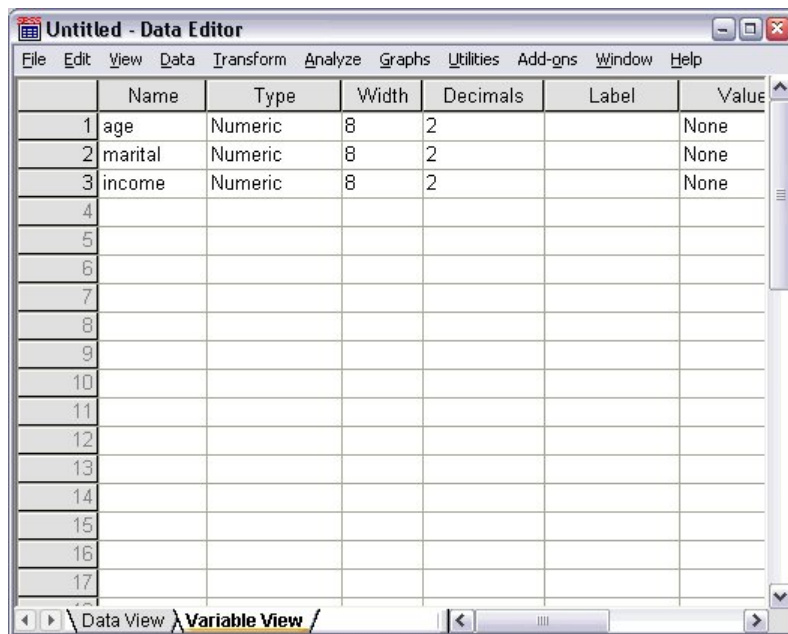 Untitled - Data Editor
File Edit View Data Transform Analyze Graphs Utilities Add-ons Window Help
Name Type Width Decimals Label Value
1 age Numeric 8 2 None
2 marital Numeric 8 2 None
3 income Numeric 8 2 None
4
5
6
7
8
9
10
11
12
13
14
15
16
17
Data View Variable View